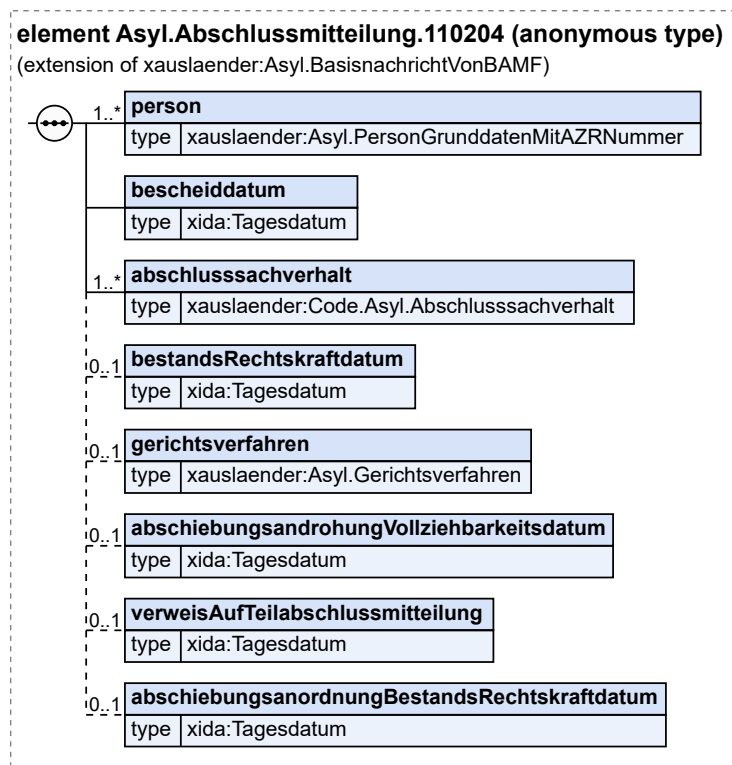 element Asyl.Abschlussmitteilung.110204 (anonymous type)
(extension of xauslaender:Asyl.BasisnachrichtVonBAMF)
1..* person
type xauslaender:Asyl.PersonGrunddatenMitAZRNummer
bescheiddatum
type xida:Tagesdatum
1..* abschlusssachverhalt
type xauslaender:Code.Asyl.Abschlusssachverhalt
0..1 bestandsRechtskraftdatum
type xida:Tagesdatum
0..1 gerichtsverfahren
type xauslaender:Asyl.Gerichtsverfahren
0..1 abschiebungsandrohungVollziehbarkeitsdatum
type xida:Tagesdatum
0..1 verweisAufTeilabschlussmitteilung
type xida:Tagesdatum
0..1 abschiebungsanordnungBestandsRechtskraftdatum
type xida:Tagesdatum